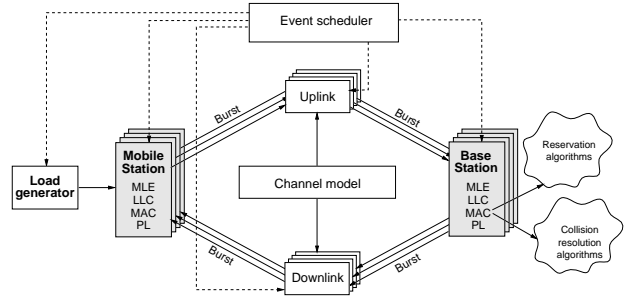 Event scheduler
Uplink
Burst
Burst
Mobile
Station
MLE
LLC
MAC
PL
Base
Station
MLE
LLC
MAC
PL
Reservation
algorithms
Load
generator
Channel model
Collision
resolution
algorithms
Burst
Burst
Downlink